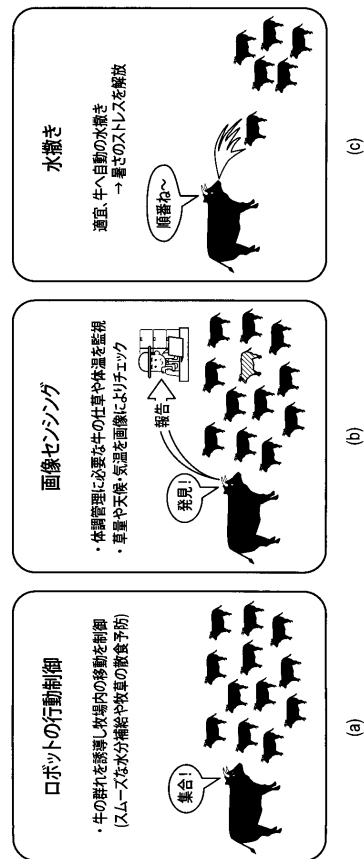 ロボットの行動制御
・牛の群れを誘導し牧場内の移動を制御
(スムーズな水分補給や牧草の散食予防)
集合!
(a)
画像センシング
・体調管理に必要な牛の仕草や体温を監視
・草量や天候・気温を画像によりチェック
発見!
報告
(b)
水撒き
適宜、牛へ自動の水撒き
→ 暑さのストレスを解放
順番ね~
(c)